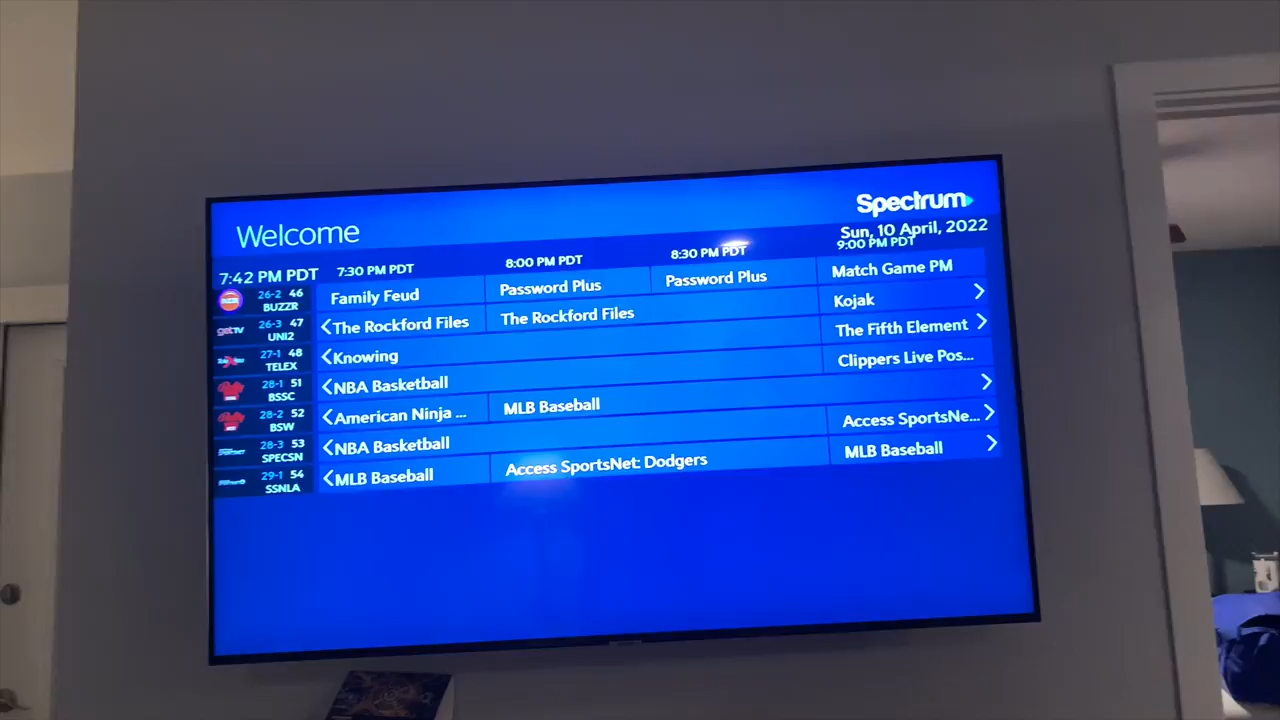 Welcome
Spectrum
Sun, 10 April, 2022
7:42 PM PDT 7:30 PM PDT 8:00 PM PDT 8:30 PM PDT 9:00 PM PDT
26-2 46 BUZZR Family Feud Password Plus Password Plus Match Game PM
getTV 26-3 47 UNI2 The Rockford Files The Rockford Files Kojak
27-1 48 TELEX Knowing The Fifth Element
28-1 51 BSSC NBA Basketball Clippers Live Pos...
28-2 52 BSW American Ninja ... MLB Baseball
28-3 53 SPECSN NBA Basketball Access SportsNe...
29-1 54 SSNLA MLB Baseball Access SportsNet: Dodgers MLB Baseball